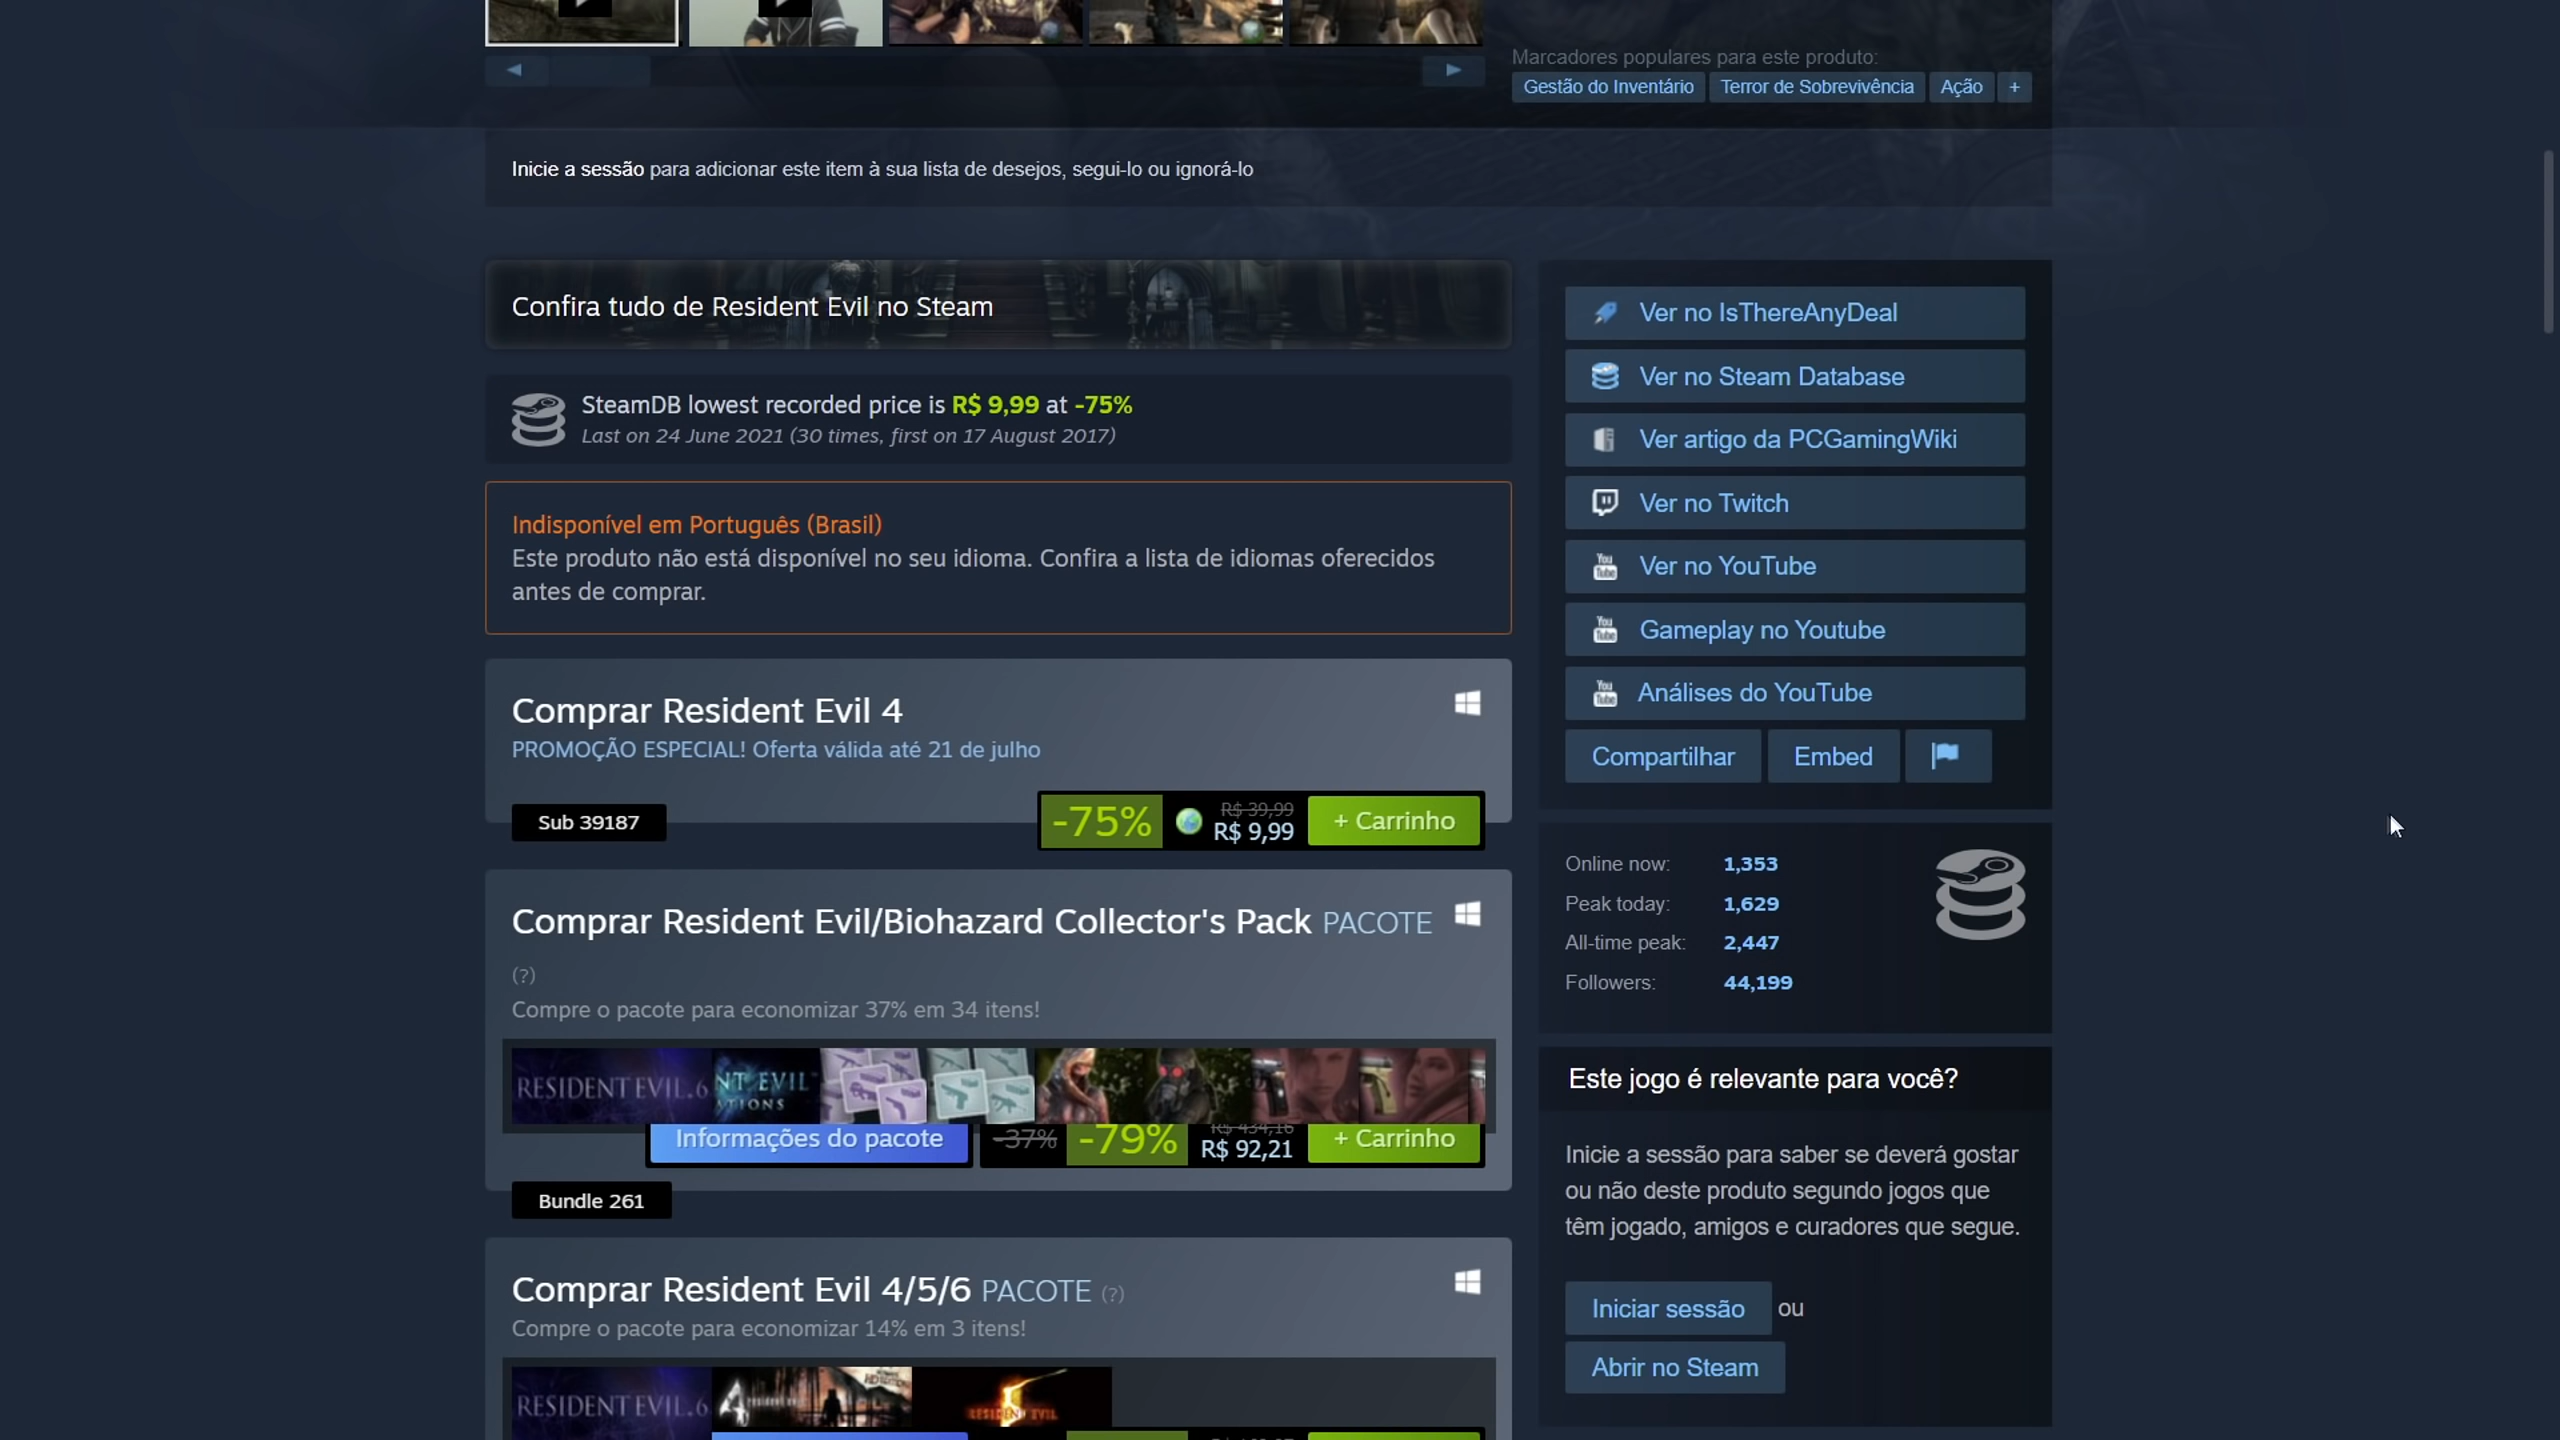 Marcadores populares para este produto:
Gestão do Inventário Terror de Sobrevivência Ação +
Inicie a sessão para adicionar este item à sua lista de desejos, segui-lo ou ignorá-lo
Confira tudo de Resident Evil no Steam
SteamDB lowest recorded price is R$ 9,99 at -75%
Last on 24 June 2021 (30 times, first on 17 August 2017)
Indisponível em Português (Brasil)
Este produto não está disponível no seu idioma. Confira a lista de idiomas oferecidos
antes de comprar.
Comprar Resident Evil 4
PROMOÇÃO ESPECIAL! Oferta válida até 21 de julho
Sub 39187
-75%
R$ 39,99
R$ 9,99
+ Carrinho
Comprar Resident Evil/Biohazard Collector's Pack PACOTE
(?)
Compre o pacote para economizar 37% em 34 itens!
RESIDENT EVIL.6
NT EVIL
ATIONS
Informações do pacote
-37%
-79%
R$ 434,16
R$ 92,21
+ Carrinho
Bundle 261
Comprar Resident Evil 4/5/6 PACOTE (?)
Compre o pacote para economizar 14% em 3 itens!
RESIDENT EVIL.6
4
RESIDENT EVIL
Ver no IsThereAnyDeal
Ver no Steam Database
Ver artigo da PCGamingWiki
Ver no Twitch
Ver no YouTube
Gameplay no Youtube
Análises do YouTube
Compartilhar Embed
Online now: 1,353
Peak today: 1,629
All-time peak: 2,447
Followers: 44,199
Este jogo é relevante para você?
Inicie a sessão para saber se deverá gostar
ou não deste produto segundo jogos que
têm jogado, amigos e curadores que segue.
Iniciar sessão ou
Abrir no Steam